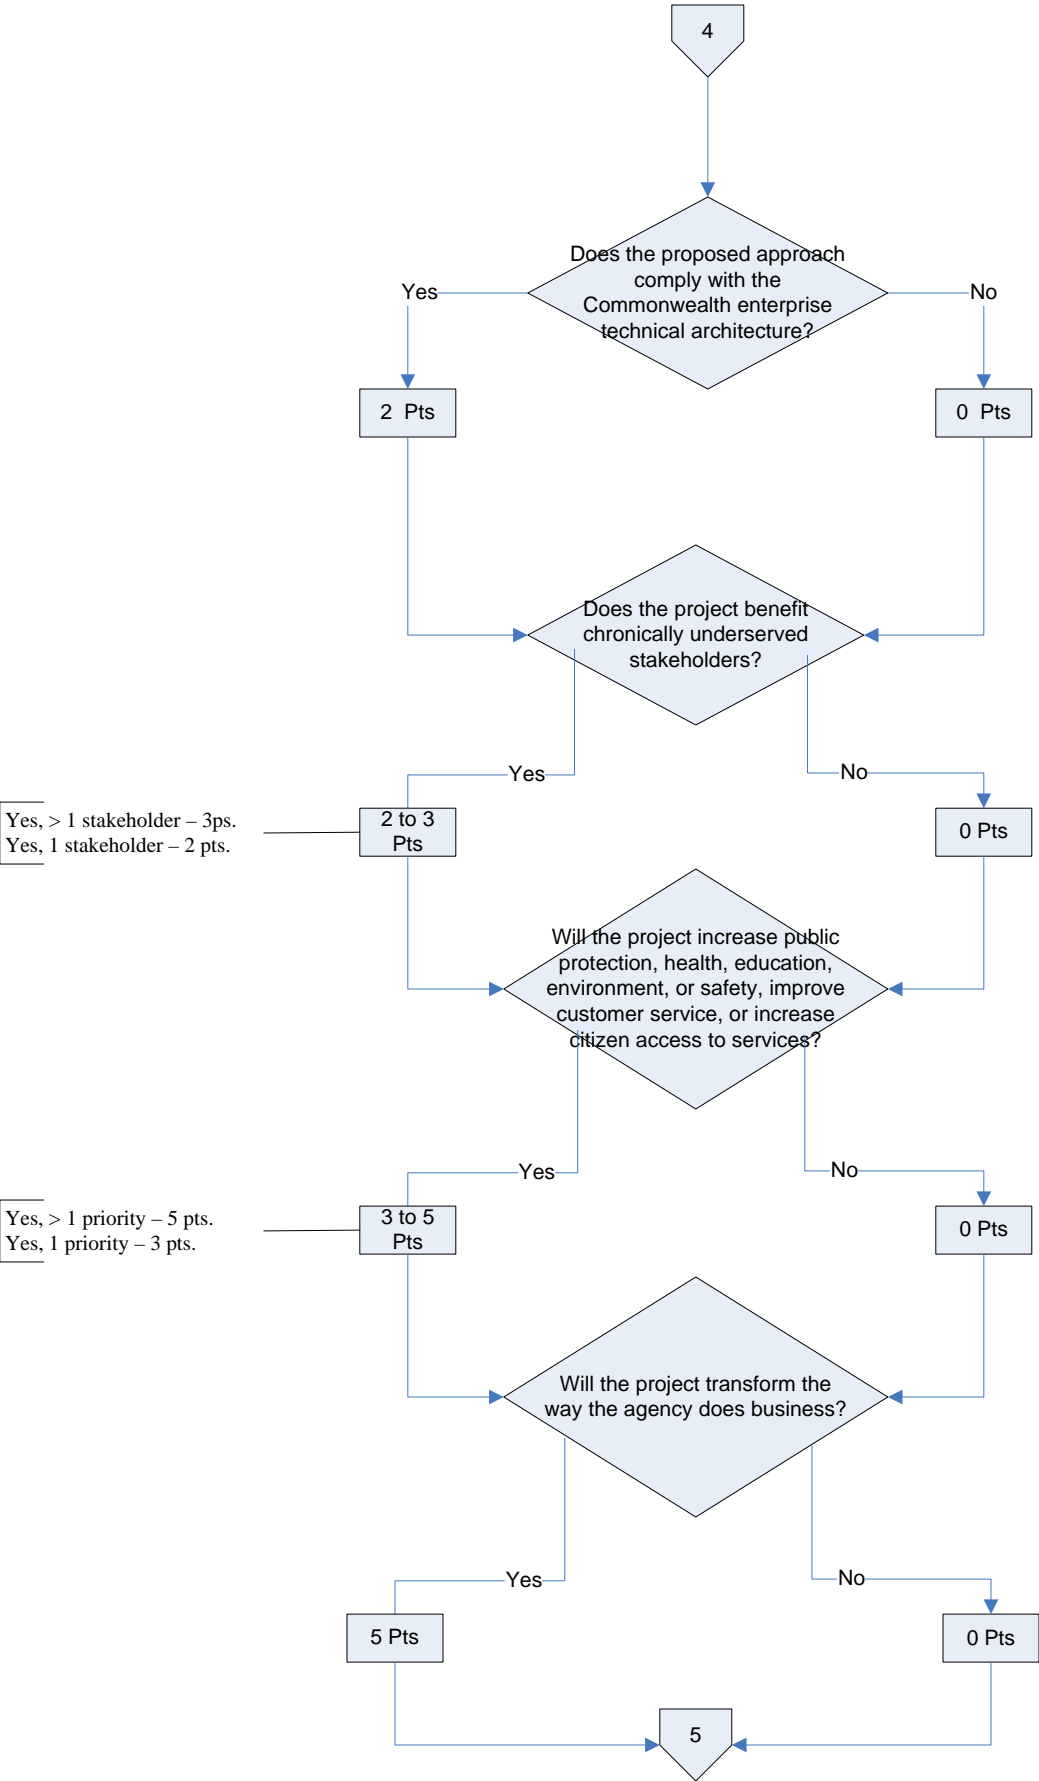 4
Does the proposed approach
comply with the
Commonwealth enterprise
technical architecture?
Yes
No
2 Pts
0 Pts
Does the project benefit
chronically underserved
stakeholders?
Yes
No
Yes, > 1 stakeholder – 3ps.
Yes, 1 stakeholder – 2 pts.
2 to 3
Pts
0 Pts
Will the project increase public
protection, health, education,
environment, or safety, improve
customer service, or increase
citizen access to services?
Yes
No
Yes, > 1 priority – 5 pts.
Yes, 1 priority – 3 pts.
3 to 5
Pts
0 Pts
Will the project transform the
way the agency does business?
Yes
No
5 Pts
0 Pts
5